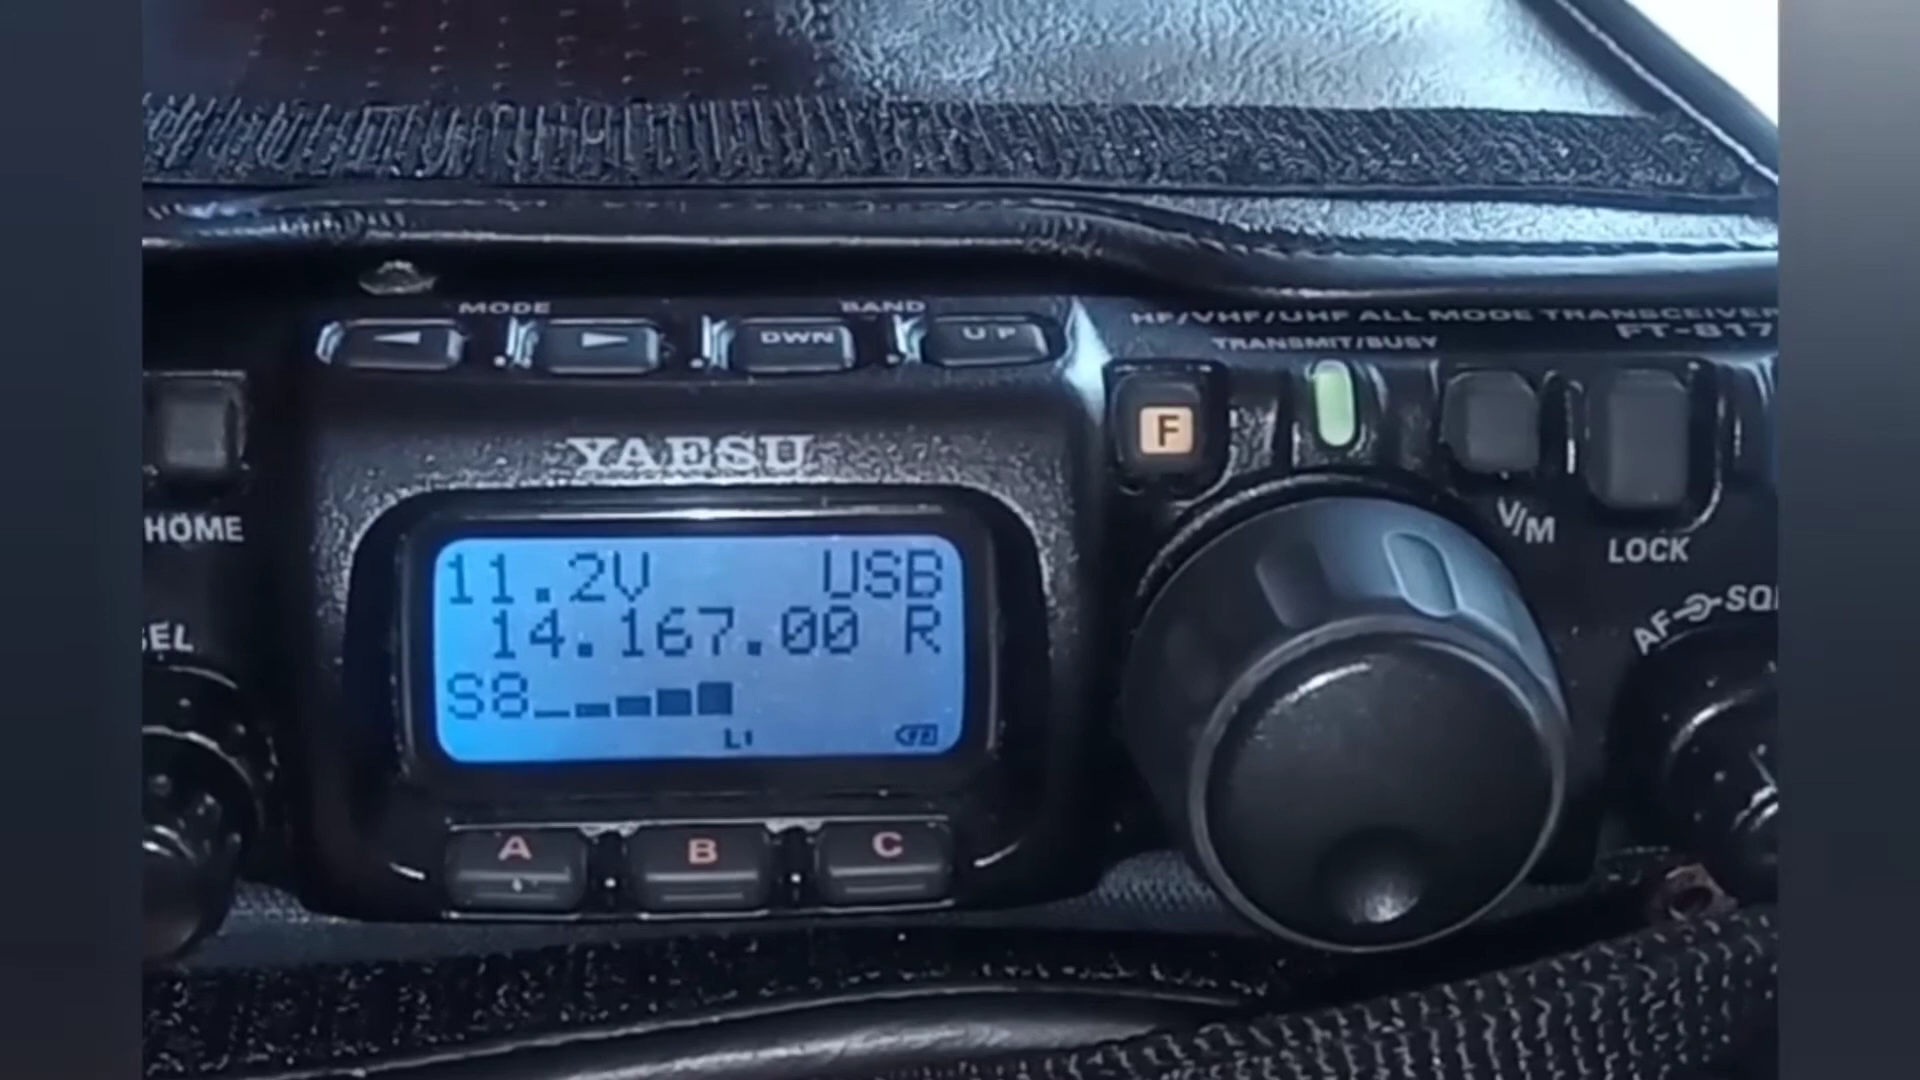 MODE BAND
DWN UP
HF/VHF/UHF ALL MODE TRANSCEIVER
FT-817
TRANSMIT/BUSY
F
YAESU
HOME
V/M
LOCK
11.2V USB
14.167.00 R
S8
AF
SEL
A B C